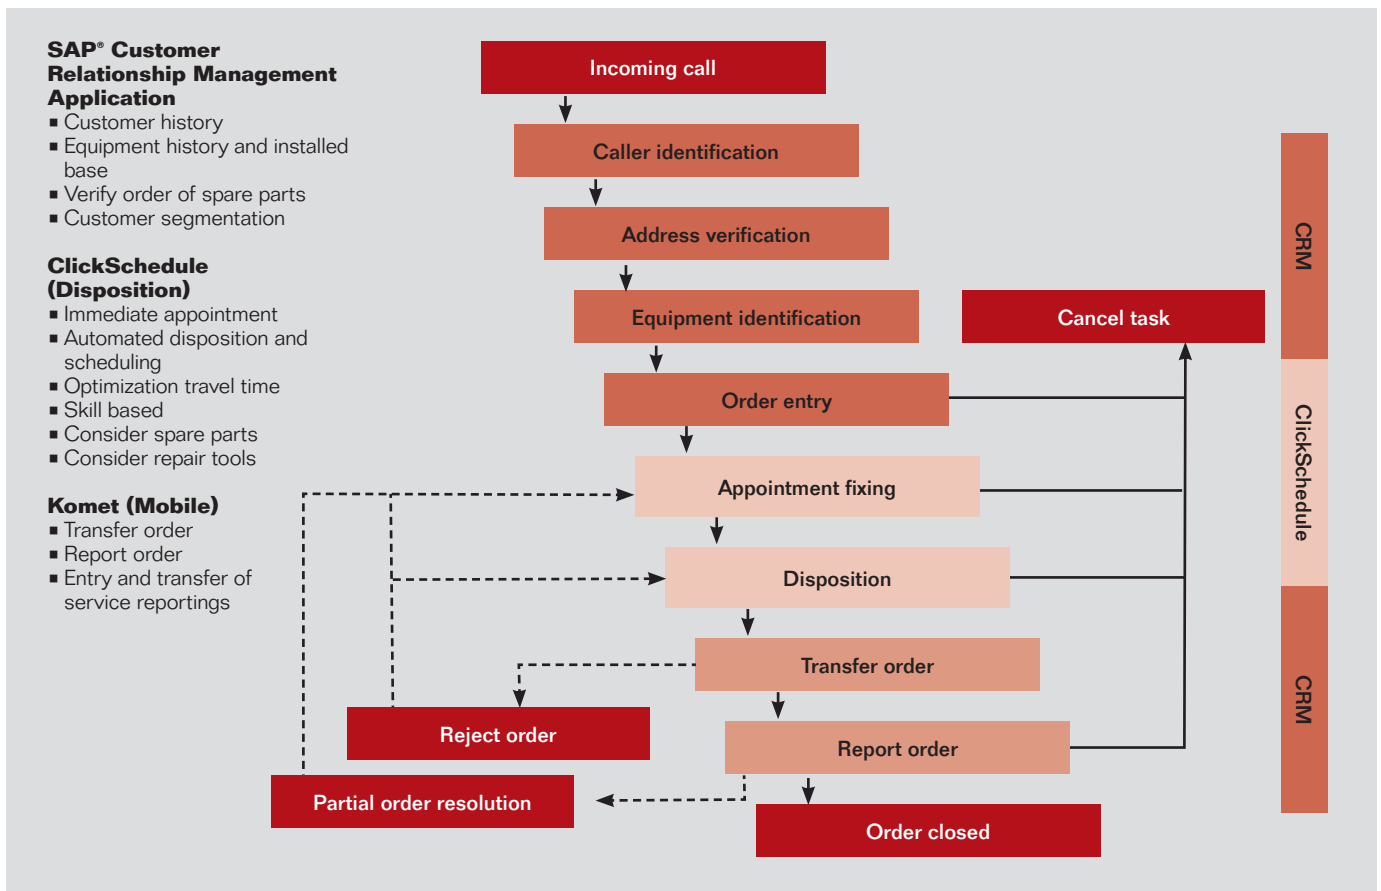 SAP® Customer
Relationship Management
Application
▪ Customer history
▪ Equipment history and installed
base
▪ Verify order of spare parts
▪ Customer segmentation
ClickSchedule
(Disposition)
▪ Immediate appointment
▪ Automated disposition and
scheduling
▪ Optimization travel time
▪ Skill based
▪ Consider spare parts
▪ Consider repair tools
Komet (Mobile)
▪ Transfer order
▪ Report order
▪ Entry and transfer of
service reportings
Incoming call
Caller identification
Address verification
Equipment identification
Cancel task
Order entry
Appointment fixing
Disposition
Transfer order
Reject order
Report order
Partial order resolution
Order closed
CRM
ClickSchedule
CRM